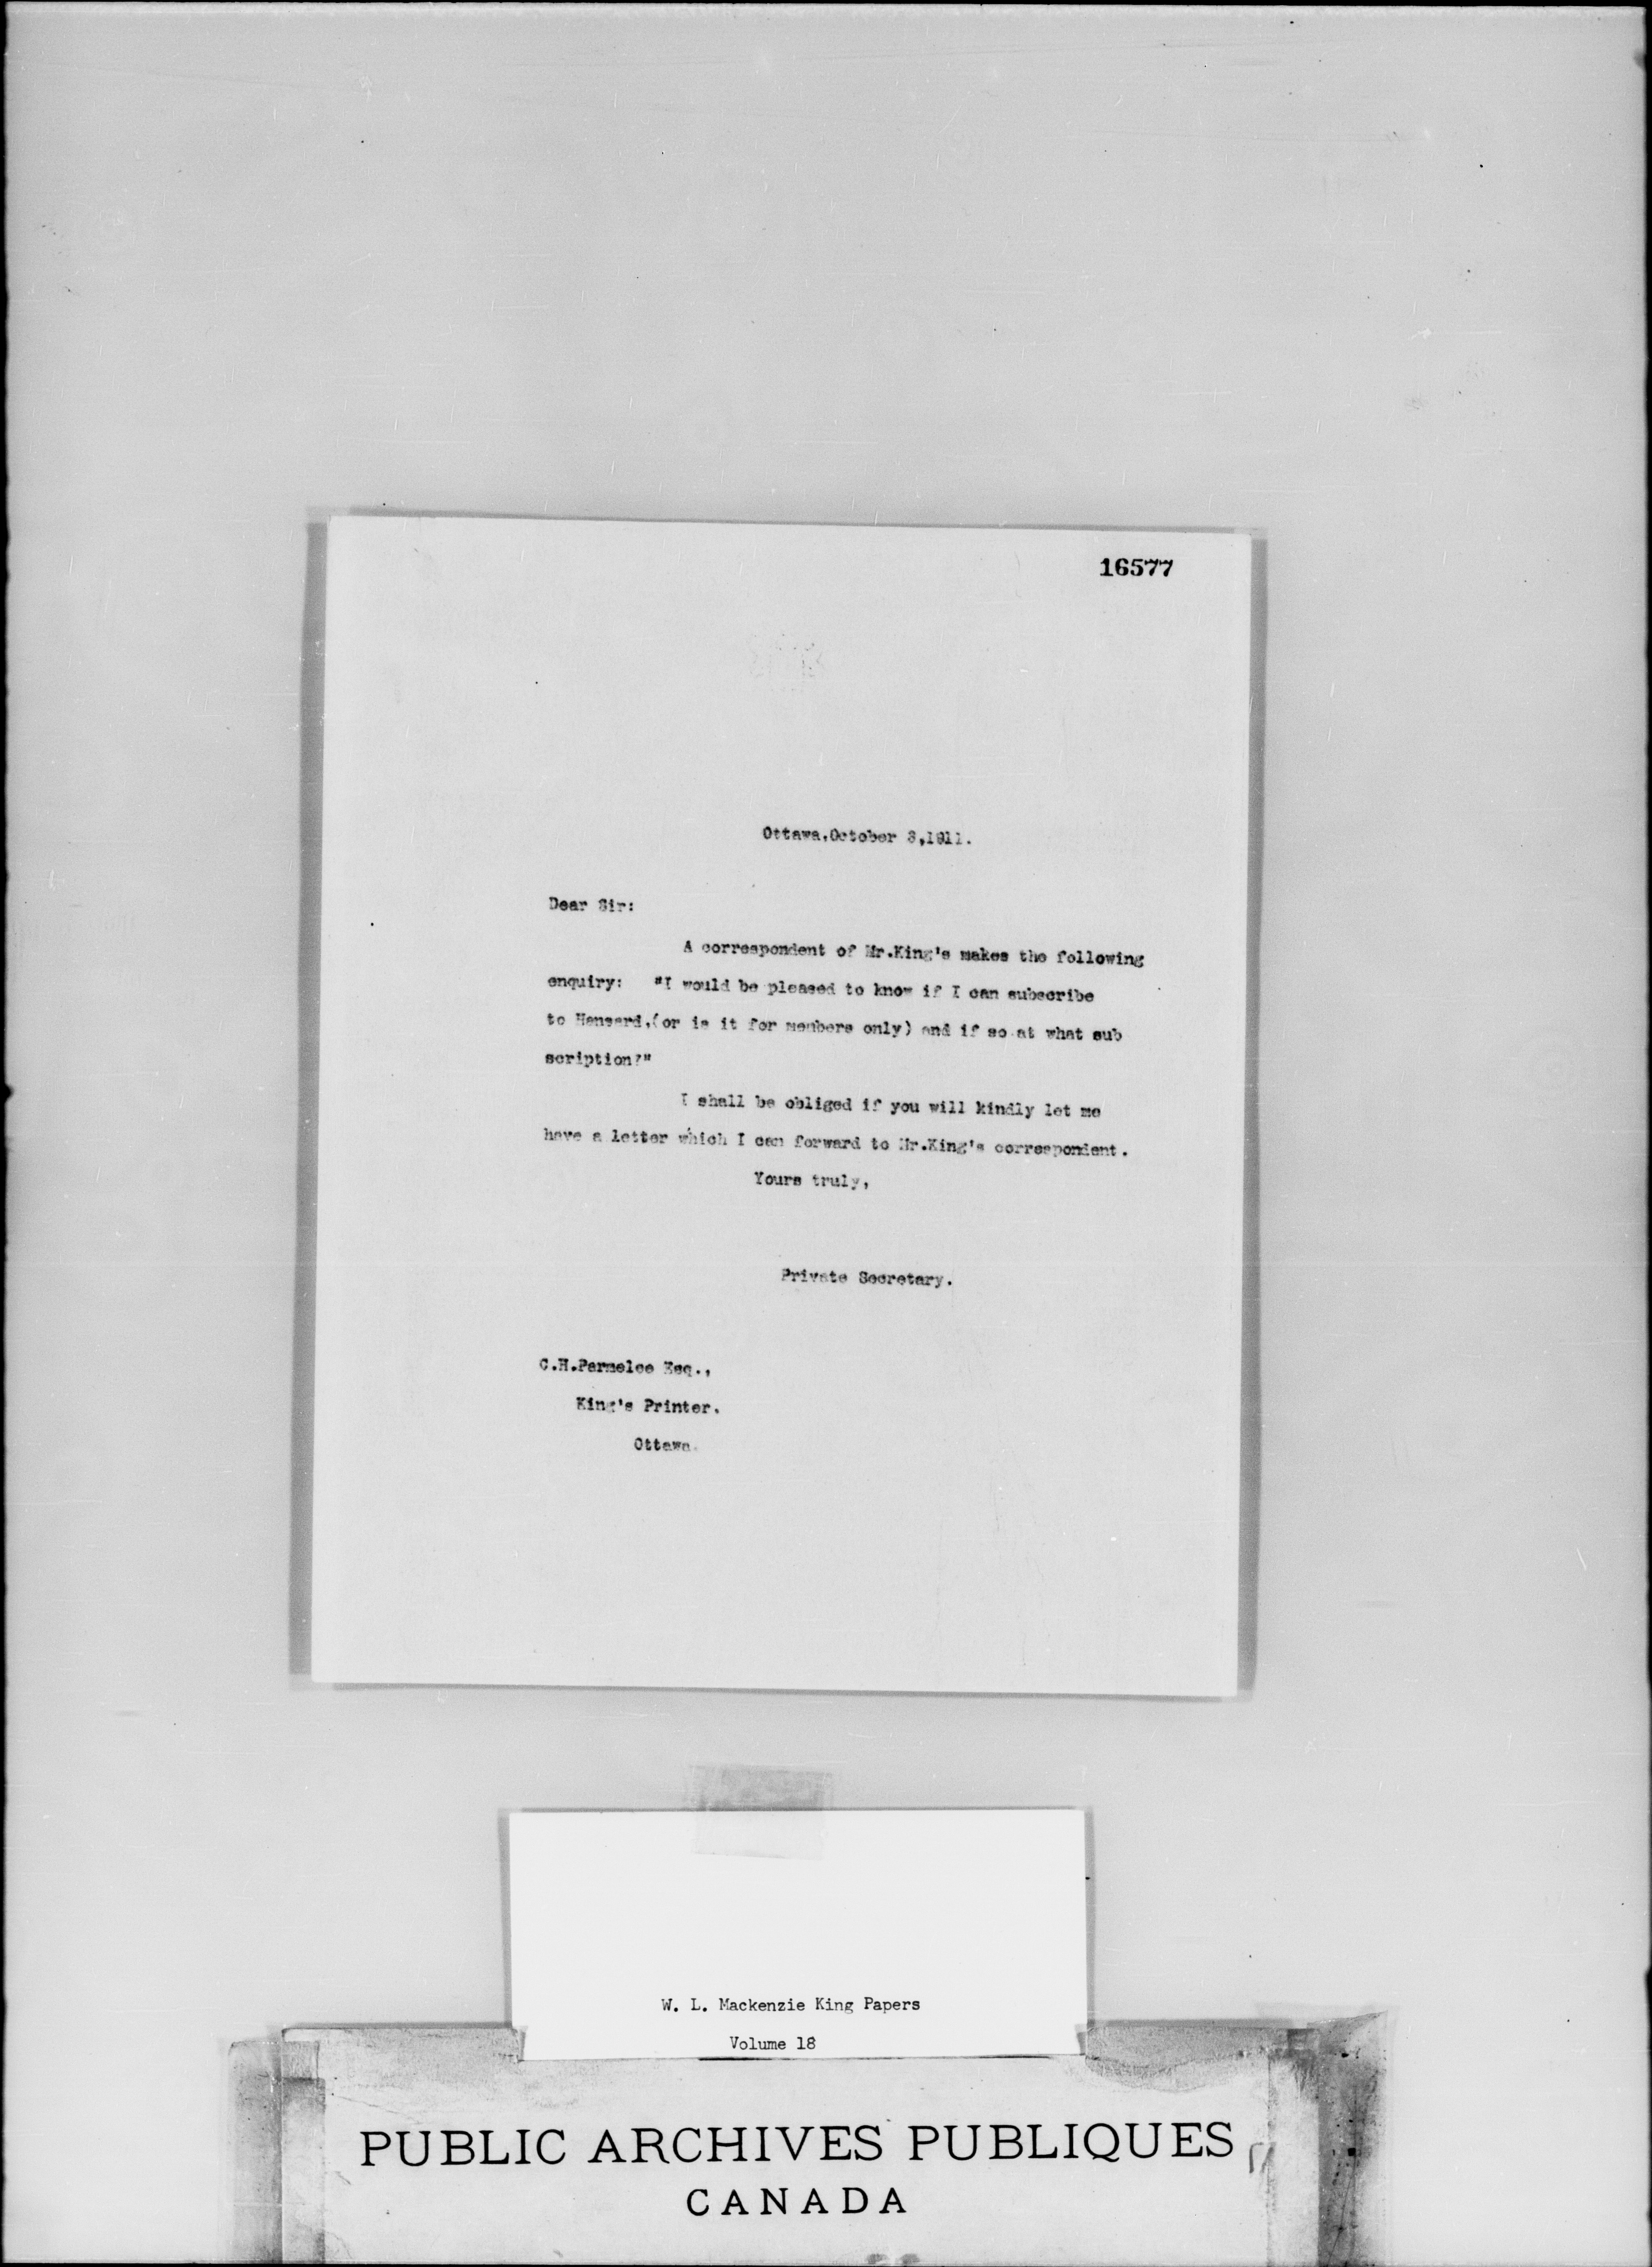 16577
Ottawa,October 3,1911.
Dear Sir:
A correspondent of Mr.King's makes the following
enquiry: "I would be pleased to know if I can subscribe
to Hansard,(or is it for members only) and if so at what sub
scription?"
I shall be obliged if you will kindly let me
have a letter which I can forward to Mr.King's correspondent.
Yours truly,
Private Secretary.
C.H.Parmelee Esq.,
King's Printer,
Ottawa.
W. L. Mackenzie King Papers
Volume 18
PUBLIC ARCHIVES PUBLIQUES
CANADA